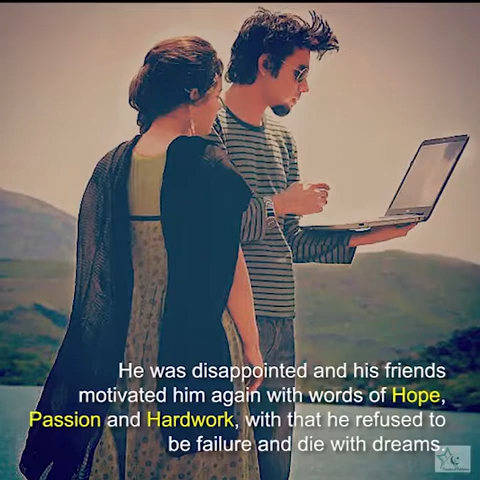 He was disappointed and his friends
motivated him again with words of Hope,
Passion and Hardwork, with that he refused to
be failure and die with dreams.